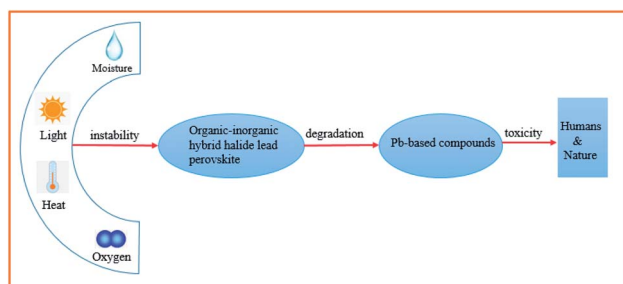 Moisture
Light
Heat
Oxygen
instability
Organic-inorganic
hybrid halide lead
perovskite
degradation
Pb-based compounds
toxicity
Humans
&
Nature